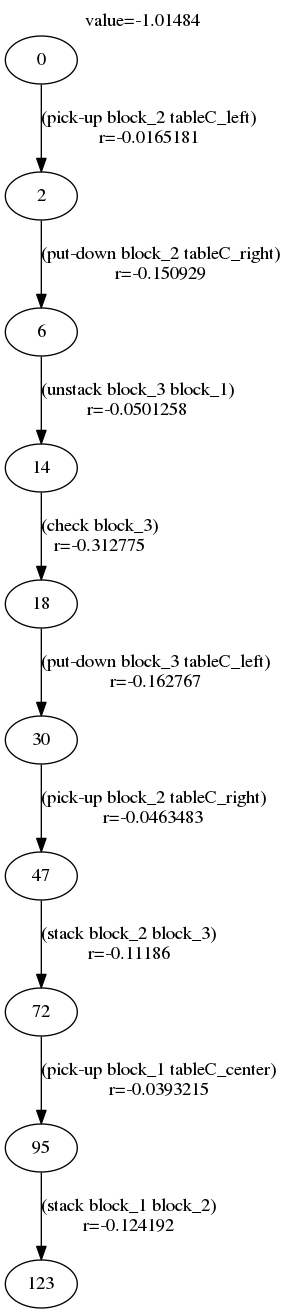 value=-1.01484
0
(pick-up block_2 tableC_left)
r=-0.0165181
2
(put-down block_2 tableC_right)
r=-0.150929
6
(unstack block_3 block_1)
r=-0.0501258
14
(check block_3)
r=-0.312775
18
(put-down block_3 tableC_left)
r=-0.162767
30
(pick-up block_2 tableC_right)
r=-0.0463483
47
(stack block_2 block_3)
r=-0.11186
72
(pick-up block_1 tableC_center)
r=-0.0393215
95
(stack block_1 block_2)
r=-0.124192
123